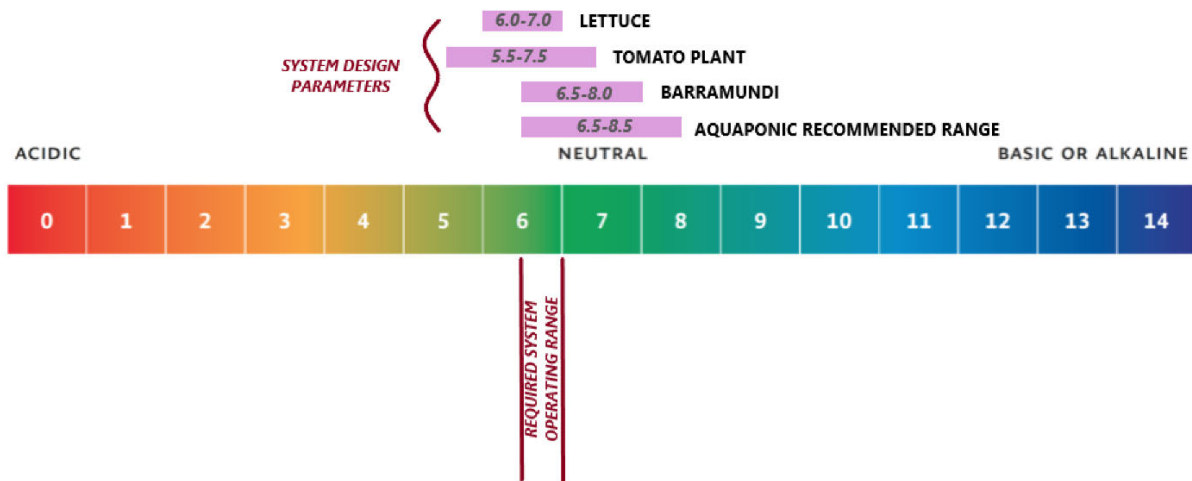 6.0-7.0 LETTUCE
5.5-7.5 TOMATO PLANT
SYSTEM DESIGN
PARAMETERS
6.5-8.0 BARRAMUNDI
6.5-8.5 AQUAPONIC RECOMMENDED RANGE
ACIDIC NEUTRAL BASIC OR ALKALINE
0 1 2 3 4 5 6 7 8 9 10 11 12 13 14
REQUIRED SYSTEM
OPERATING RANGE